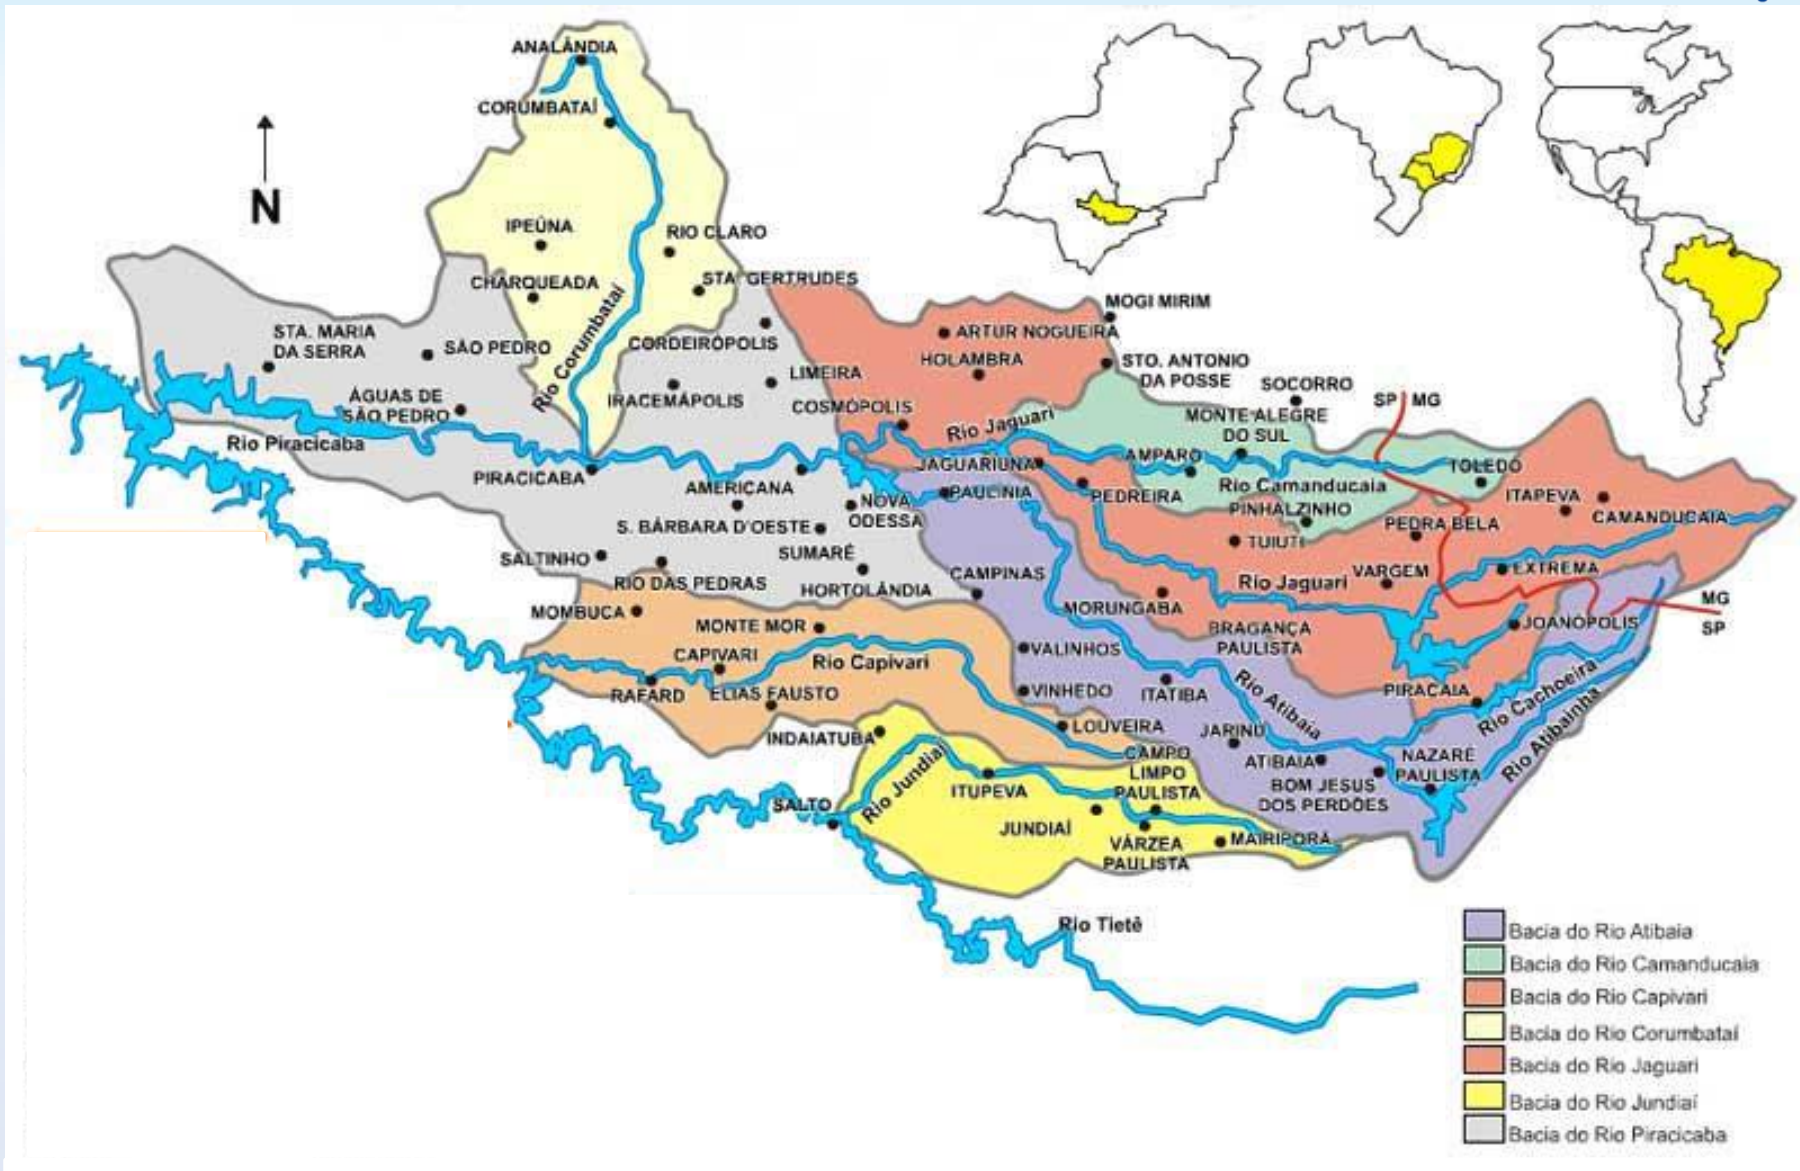 ANALÂNDIA
CORUMBATAÍ
N
IPEÚNA
RIO CLARO
CHARQUEADA
STA. GERTRUDES
Rio Corumbataí
STA. MARIA
DA SERRA
SÃO PEDRO
CORDEIRÓPOLIS
LIMEIRA
IRACEMÁPOLIS
ÁGUAS DE
SÃO PEDRO
Rio Piracicaba
PIRACICABA
AMERICANA
NOVA
ODESSA
S. BÁRBARA D'OESTE
SUMARÉ
SALTINHO
RIO DAS PEDRAS
HORTOLÂNDIA
MOGI MIRIM
ARTUR NOGUEIRA
HOLAMBRA
STO. ANTONIO
DA POSSE
COSMÓPOLIS
Rio Jaguari
SOCORRO
SP
MG
MONTE ALEGRE
DO SUL
JAGUARIUNA
AMPARO
TOLEDO
PAULÍNIA
PEDREIRA
Rio Camanducaia
ITAPEVA
PINHALZINHO
PEDRA BELA
CAMANDUCAIA
TUIUTI
CAMPINAS
Rio Jaguari
VARGEM
EXTREMA
MG
SP
MORUNGABA
JOANÓPOLIS
BRAGANÇA
PAULISTA
MOMBUCA
MONTE MOR
CAPIVARI
Rio Capivari
VALINHOS
RAFARD
ELIAS FAUSTO
VINHEDO
ITATIBA
Rio Atibaia
PIRACAIA
Rio Cachoeira
Rio Atibainha
INDAIATUBA
LOUVEIRA
JARINU
CAMPO
LIMPO
PAULISTA
ATIBAIA
NAZARÉ
PAULISTA
BOM JESUS
DOS PERDÕES
Rio Jundiaí
ITUPEVA
SALTO
JUNDIAÍ
VÁRZEA
PAULISTA
MAIRIPORÃ
Rio Tietê
Bacia do Rio Atibaia
Bacia do Rio Camanducaia
Bacia do Rio Capivari
Bacia do Rio Corumbataí
Bacia do Rio Jaguari
Bacia do Rio Jundiaí
Bacia do Rio Piracicaba